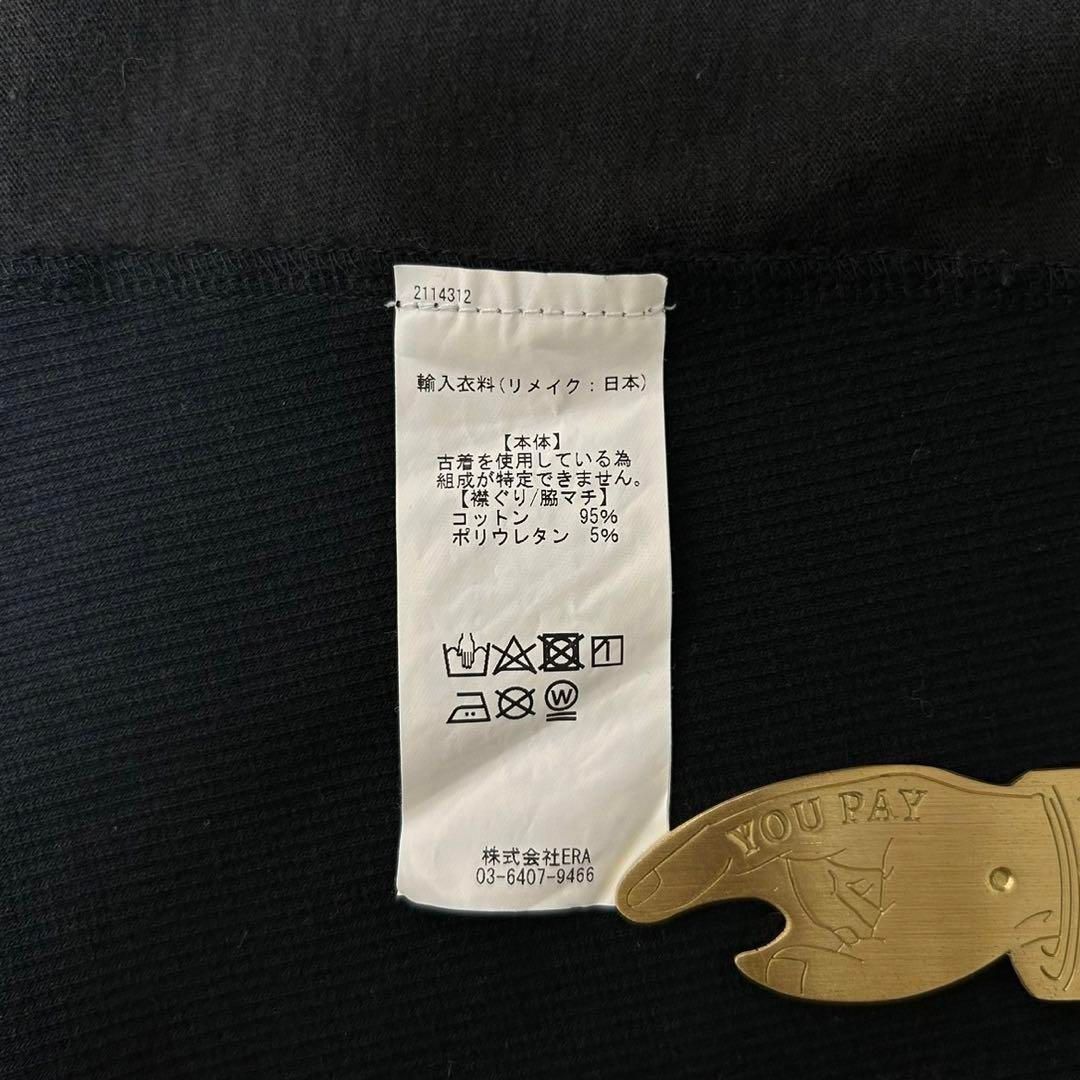 2114312
輸入衣料(リメイク:日本)
【本体】
古着を使用している為
組成が特定できません。
【襟ぐり/脇マチ】
コットン 95%
ポリウレタン 5%
W
株式会社ERA
03-6407-9466
YOU PAY